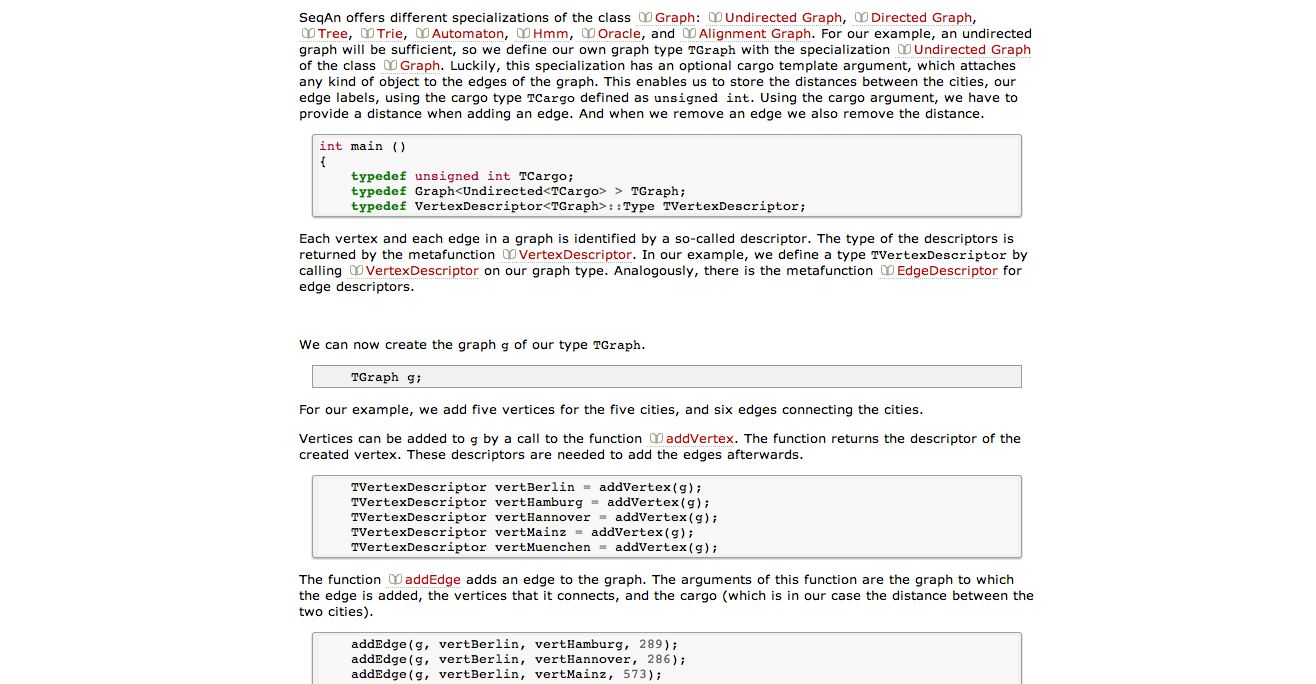 SeqAn offers different specializations of the class Graph: Undirected Graph, Directed Graph,
Tree, Trie, Automaton, Hmm, Oracle, and Alignment Graph. For our example, an undirected
graph will be sufficient, so we define our own graph type TGraph with the specialization Undirected Graph
of the class Graph. Luckily, this specialization has an optional cargo template argument, which attaches
any kind of object to the edges of the graph. This enables us to store the distances between the cities, our
edge labels, using the cargo type TCargo defined as unsigned int. Using the cargo argument, we have to
provide a distance when adding an edge. And when we remove an edge we also remove the distance.
int main ()
{
    typedef unsigned int TCargo;
    typedef Graph<Undirected<TCargo> > TGraph;
    typedef VertexDescriptor<TGraph>::Type TVertexDescriptor;
Each vertex and each edge in a graph is identified by a so-called descriptor. The type of the descriptors is
returned by the metafunction VertexDescriptor. In our example, we define a type TVertexDescriptor by
calling VertexDescriptor on our graph type. Analogously, there is the metafunction EdgeDescriptor for
edge descriptors.
We can now create the graph g of our type TGraph.
    TGraph g;
For our example, we add five vertices for the five cities, and six edges connecting the cities.
Vertices can be added to g by a call to the function addVertex. The function returns the descriptor of the
created vertex. These descriptors are needed to add the edges afterwards.
    TVertexDescriptor vertBerlin = addVertex(g);
    TVertexDescriptor vertHamburg = addVertex(g);
    TVertexDescriptor vertHannover = addVertex(g);
    TVertexDescriptor vertMainz = addVertex(g);
    TVertexDescriptor vertMuenchen = addVertex(g);
The function addEdge adds an edge to the graph. The arguments of this function are the graph to which
the edge is added, the vertices that it connects, and the cargo (which is in our case the distance between the
two cities).
    addEdge(g, vertBerlin, vertHamburg, 289);
    addEdge(g, vertBerlin, vertHannover, 286);
    addEdge(g, vertBerlin, vertMainz, 573);